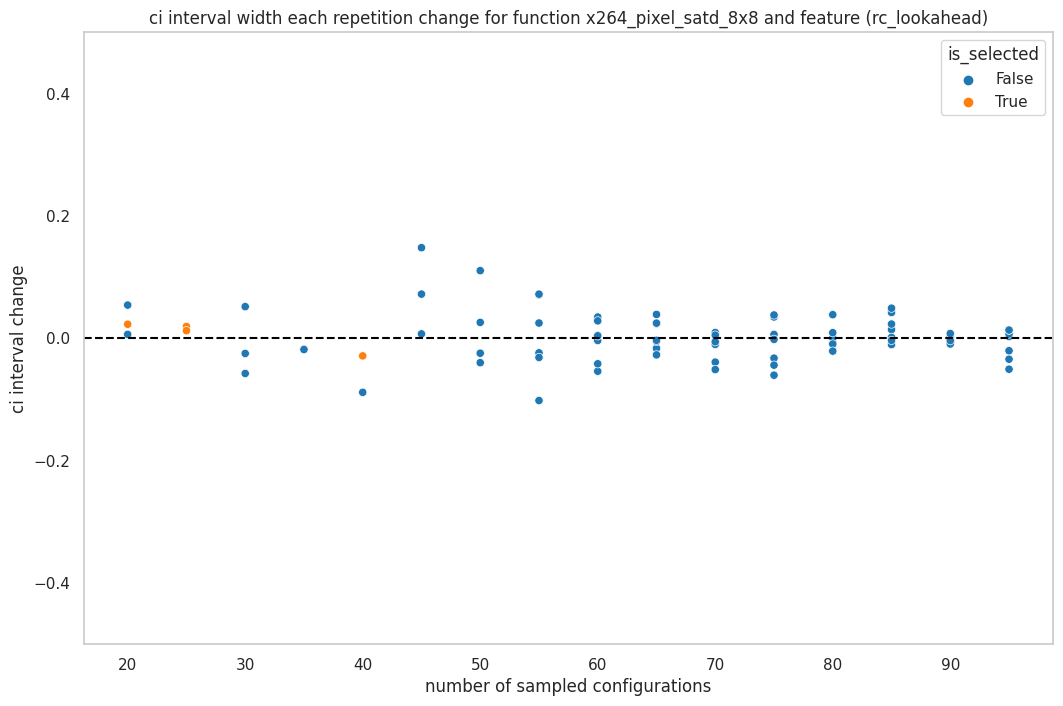 ci interval width each repetition change for function x264_pixel_satd_8x8 and feature (rc_lookahead)
is_selected
False
True
0.4
0.2
0.0
−0.2
−0.4
ci interval change
20 30 40 50 60 70 80 90
number of sampled configurations